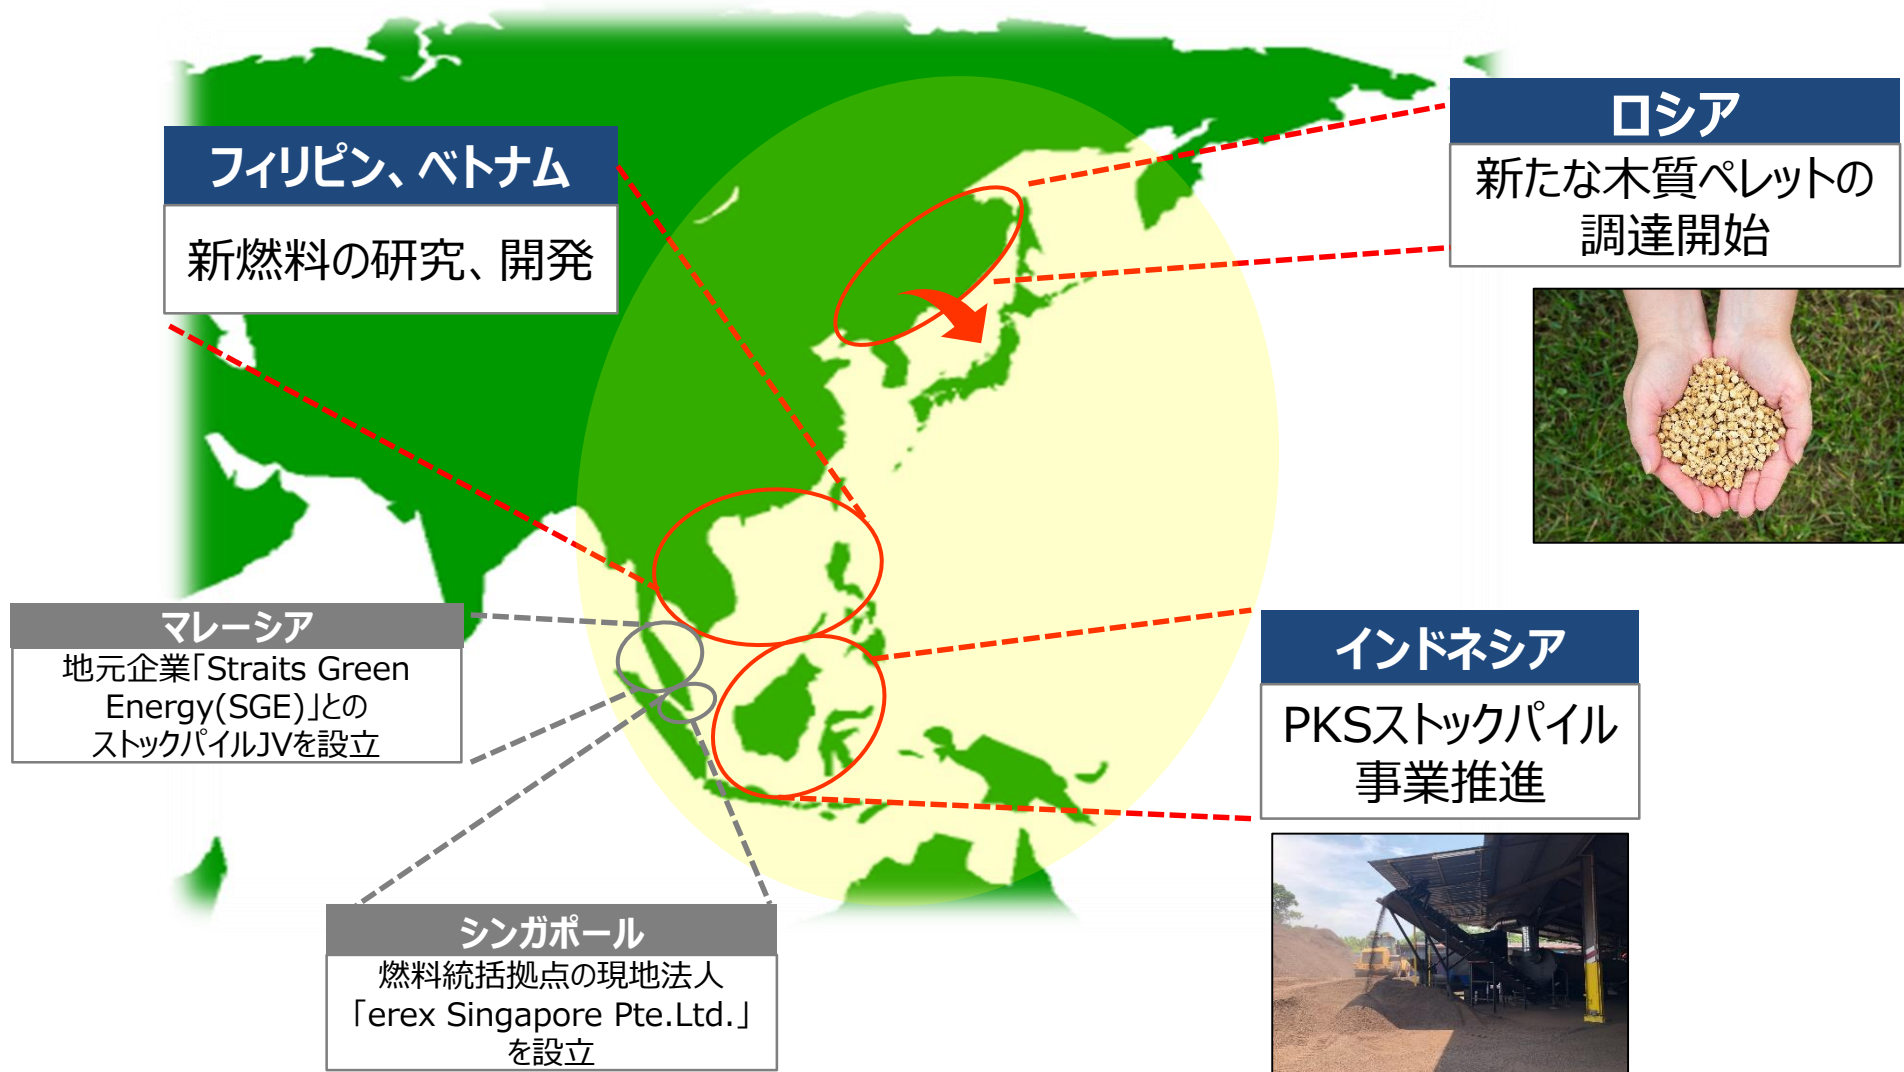 フィリピン、ベトナム
新燃料の研究、開発
ロシア
新たな木質ペレットの
調達開始
マレーシア
地元企業「Straits Green
Energy(SGE)」との
ストックパイルJVを設立
インドネシア
PKSストックパイル
事業推進
シンガポール
燃料統括拠点の現地法人
「erex Singapore Pte.Ltd.」
を設立